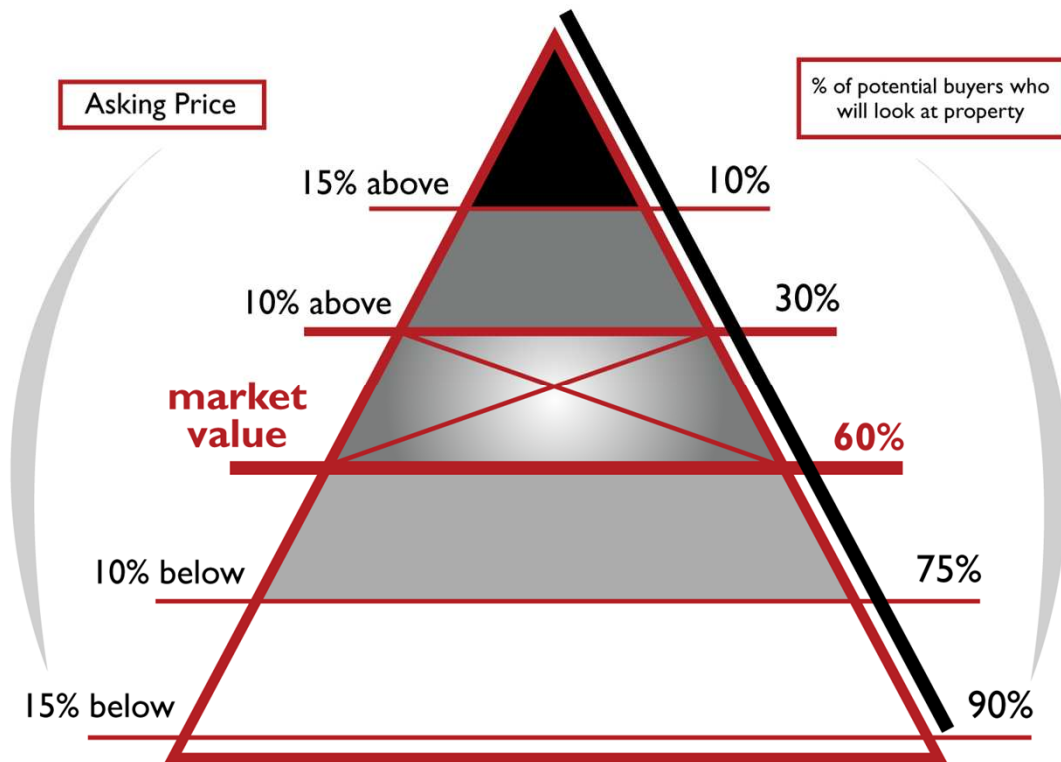 Asking Price
% of potential buyers who
will look at property
15% above
10%
10% above
30%
market
value
60%
10% below
75%
15% below
90%